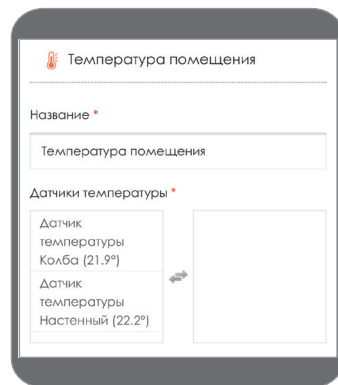 Температура помещения
Название *
Температура помещения
Датчики температуры *
Датчик
температуры
Колба (21.9°)
Датчик
температуры
Настенный (22.2°)